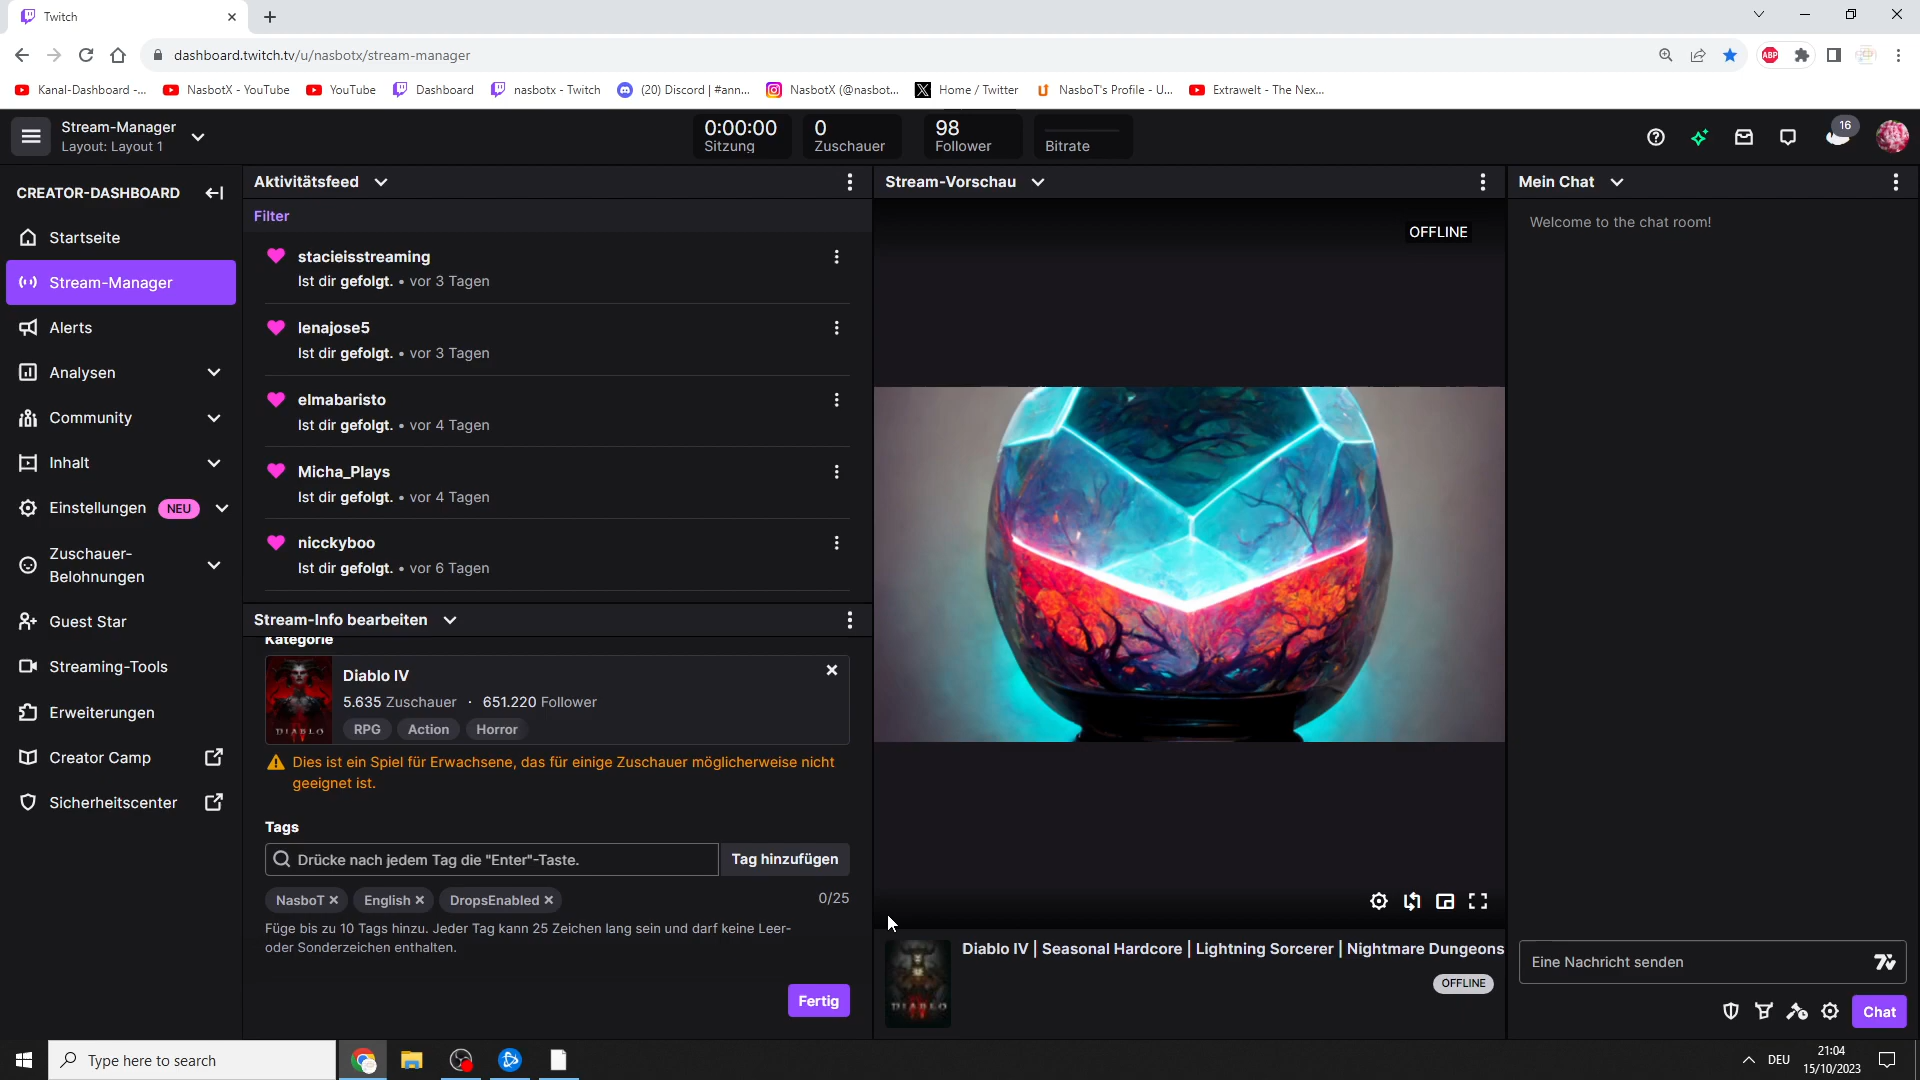 Twitch
dashboard.twitch.tv/u/nasbotx/stream-manager
Kanal-Dashboard -...
NasbotX - YouTube
YouTube
Dashboard
nasbotx - Twitch
(20) Discord | #ann...
NasbotX (@nasbot...
Home / Twitter
NasboT's Profile - U...
Extrawelt - The Nex...
ABP
Stream-Manager
Layout: Layout 1
0:00:00
Sitzung
0
Zuschauer
98
Follower
Bitrate
16
CREATOR-DASHBOARD
Startseite
Stream-Manager
Alerts
Analysen
Community
Inhalt
Einstellungen NEU
Zuschauer-
Belohnungen
Guest Star
Streaming-Tools
Erweiterungen
Creator Camp
Sicherheitscenter
Aktivitätsfeed
Filter
stacieisstreaming
Ist dir gefolgt. • vor 3 Tagen
lenajose5
Ist dir gefolgt. • vor 3 Tagen
elmabaristo
Ist dir gefolgt. • vor 4 Tagen
Micha_Plays
Ist dir gefolgt. • vor 4 Tagen
nicckyboo
Ist dir gefolgt. • vor 6 Tagen
Stream-Info bearbeiten
Kategorie
DIABLO
Diablo IV
5.635 Zuschauer · 651.220 Follower
RPG Action Horror
Dies ist ein Spiel für Erwachsene, das für einige Zuschauer möglicherweise nicht
geeignet ist.
Tags
Drücke nach jedem Tag die "Enter"-Taste.
Tag hinzufügen
NasboT English DropsEnabled
0/25
Füge bis zu 10 Tags hinzu. Jeder Tag kann 25 Zeichen lang sein und darf keine Leer-
oder Sonderzeichen enthalten.
Fertig
Stream-Vorschau
OFFLINE
DIABLO
Diablo IV | Seasonal Hardcore | Lightning Sorcerer | Nightmare Dungeons
OFFLINE
Mein Chat
Welcome to the chat room!
Eine Nachricht senden
Chat
Type here to search
DEU
21:04
15/10/2023